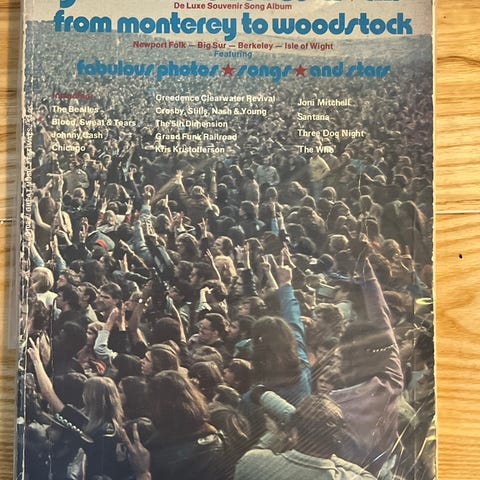 De Luxe Souvenir Song Album
from monterey to woodstock
Newport Folk — Big Sur — Berkeley — Isle of Wight
Featuring
fabulous photos ★ songs ★ and stars
Including:
The Beatles
Blood, Sweat & Tears
Johnny Cash
Chicago
Creedence Clearwater Revival
Crosby, Stills, Nash & Young
The 5th Dimension
Grand Funk Railroad
Kris Kristofferson
Joni Mitchell
Santana
Three Dog Night
The Who